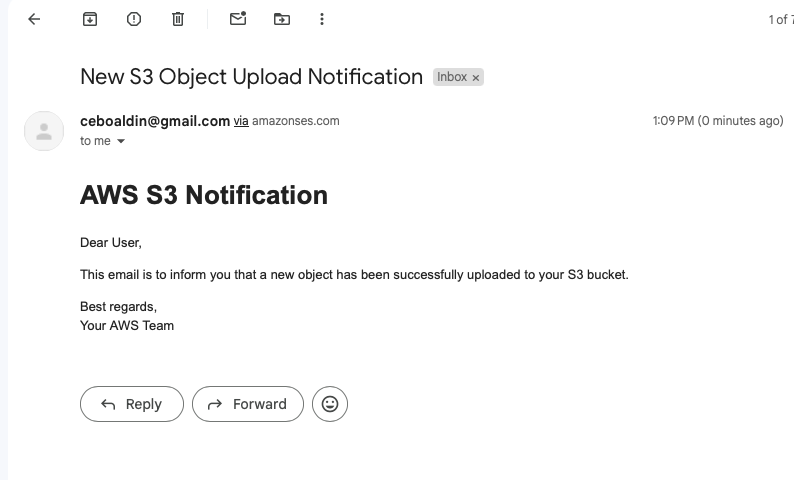 1 of 7
New S3 Object Upload Notification Inbox ×
ceboaldin@gmail.com via amazonses.com 1:09 PM (0 minutes ago)
to me
AWS S3 Notification
Dear User,
This email is to inform you that a new object has been successfully uploaded to your S3 bucket.
Best regards,
Your AWS Team
Reply Forward